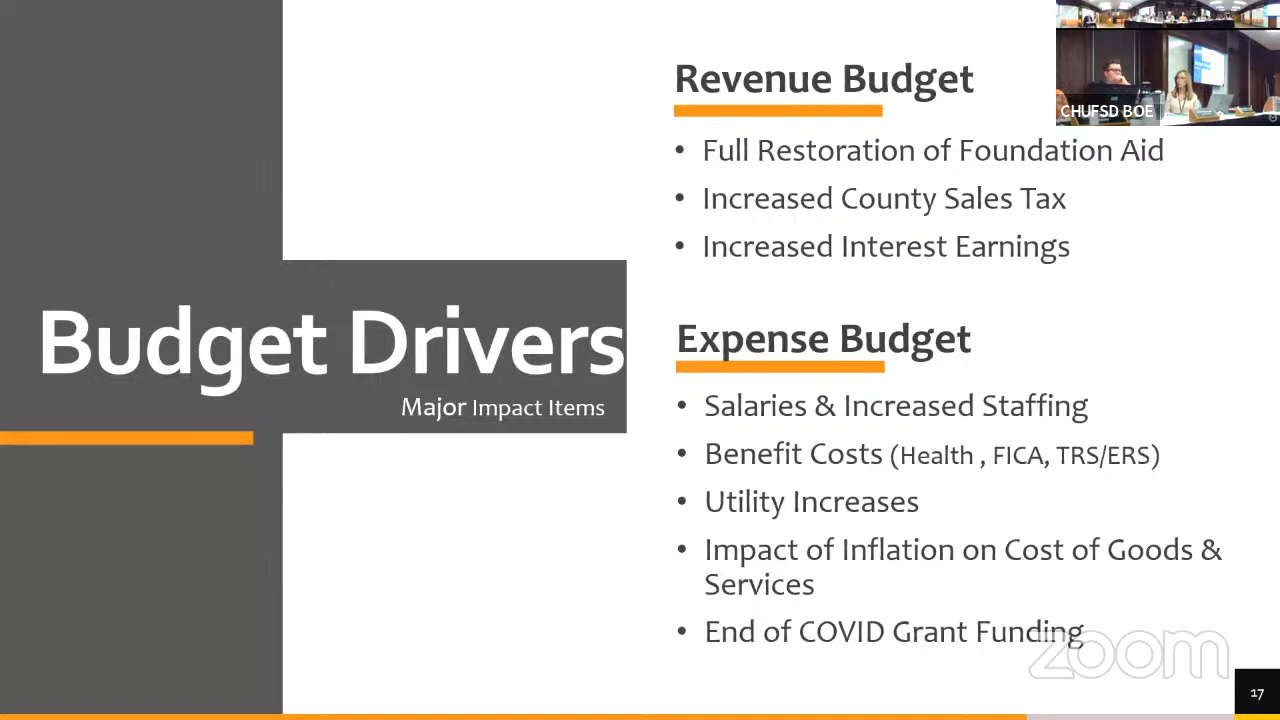 Budget Drivers
Major Impact Items
Revenue Budget
• Full Restoration of Foundation Aid
• Increased County Sales Tax
• Increased Interest Earnings
Expense Budget
• Salaries & Increased Staffing
• Benefit Costs (Health , FICA, TRS/ERS)
• Utility Increases
• Impact of Inflation on Cost of Goods &
Services
• End of COVID Grant Funding
CHUFSD BOE
zoom
17